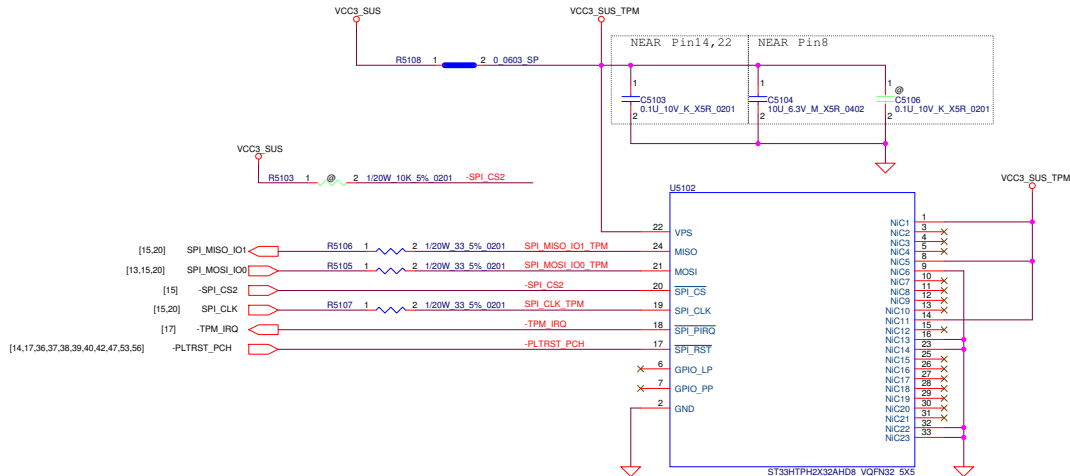 VCC3_SUS
VCC3_SUS_TPM
NEAR Pin14,22
NEAR Pin8
R5108 1 2 0_0603_SP
1 1 1 @
C5103 C5104 C5106
0.1U_10V_K_X5R_0201 10U_6.3V_M_X5R_0402 0.1U_10V_K_X5R_0201
2 2 2
VCC3_SUS
R5103 1 @ 2 1/20W_10K_5%_0201 -SPI_CS2
VCC3_SUS_TPM
U5102
22 VPS
[15,20] SPI_MISO_IO1 R5106 1 2 1/20W_33_5%_0201 SPI_MISO_IO1_TPM 24 MISO
[13,15,20] SPI_MOSI_IO0 R5105 1 2 1/20W_33_5%_0201 SPI_MOSI_IO0_TPM 21 MOSI
[15] -SPI_CS2 -SPI_CS2 20 SPI_CS
[15,20] SPI_CLK R5107 1 2 1/20W_33_5%_0201 SPI_CLK_TPM 19 SPI_CLK
[17] -TPM_IRQ -TPM_IRQ 18 SPI_PIRQ
[14,17,36,37,38,39,40,42,47,53,56] -PLTRST_PCH -PLTRST_PCH 17 SPI_RST
6 GPIO_LP
7 GPIO_PP
2 GND
NiC1 1
NiC2 3
NiC3 4
NiC4 5
NiC5 8
NiC6 9
NiC7 10
NiC8 11
NiC9 12
NiC10 13
NiC11 14
NiC12 15
NiC13 16
NiC14 23
NiC15 25
NiC16 26
NiC17 27
NiC18 28
NiC19 29
NiC20 30
NiC21 31
NiC22 32
NiC23 33
ST33HTPH2X32AHD8_VQFN32_5X5